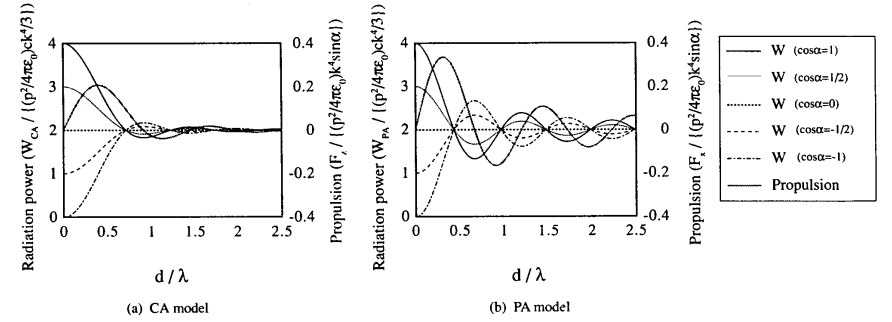 Radiation power (W_CA / {(p²/4πε₀)ck⁴/3})
4
3
2
1
0
0 0.5 1 1.5 2 2.5
0.4
0.2
0
-0.2
-0.4
Propulsion (F_z / {(p²/4πε₀)k⁴sinα})
d / λ
(a) CA model
Radiation power (W_PA / {(p²/4πε₀)ck⁴/3})
4
3
2
1
0
0 0.5 1 1.5 2 2.5
0.4
0.2
0
-0.2
-0.4
Propulsion (F_x / {(p²/4πε₀)k⁴sinα})
d / λ
(b) PA model
W (cosα=1)
W (cosα=1/2)
W (cosα=0)
W (cosα=-1/2)
W (cosα=-1)
Propulsion